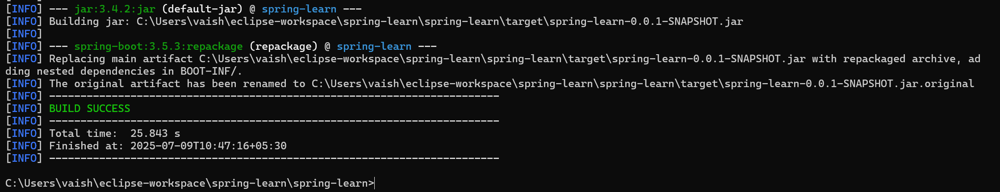 [INFO] --- jar:3.4.2:jar (default-jar) @ spring-learn ---
[INFO] Building jar: C:\Users\vaish\eclipse-workspace\spring-learn\spring-learn\target\spring-learn-0.0.1-SNAPSHOT.jar
[INFO]
[INFO] --- spring-boot:3.5.3:repackage (repackage) @ spring-learn ---
[INFO] Replacing main artifact C:\Users\vaish\eclipse-workspace\spring-learn\spring-learn\target\spring-learn-0.0.1-SNAPSHOT.jar with repackaged archive, ad
ding nested dependencies in BOOT-INF/.
[INFO] The original artifact has been renamed to C:\Users\vaish\eclipse-workspace\spring-learn\spring-learn\target\spring-learn-0.0.1-SNAPSHOT.jar.original
[INFO] ------------------------------------------------------------------------
[INFO] BUILD SUCCESS
[INFO] ------------------------------------------------------------------------
[INFO] Total time:  25.843 s
[INFO] Finished at: 2025-07-09T10:47:16+05:30
[INFO] ------------------------------------------------------------------------
C:\Users\vaish\eclipse-workspace\spring-learn\spring-learn>